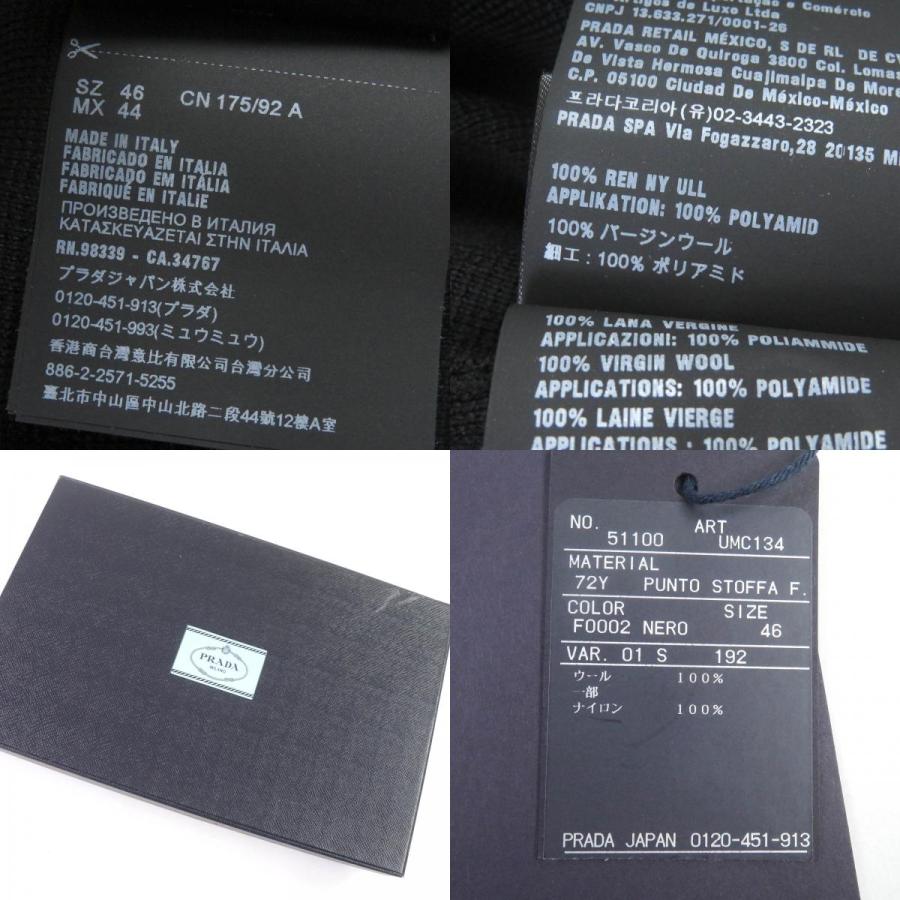 SZ 46
MX 44
CN 175/92 A
MADE IN ITALY
FABRICADO EN ITALIA
FABRICADO EM ITÁLIA
FABRIQUÉ EN ITALIE
ПРОИЗВЕДЕНО В ИТАЛИЯ
ΚΑΤΑΣΚΕΥΑΖΕΤΑΙ ΣΤΗΝ ΙΤΑΛΙΑ
RN.98339 - CA.34767
プラダジャパン株式会社
0120-451-913(プラダ)
0120-451-993(ミュウミュウ)
香港商台灣意比有限公司台灣分公司
886-2-2571-5255
臺北市中山區中山北路二段44號12樓A室
Artigos de Luxo Ltda
CNPJ 13.633.271/0001-26
PRADA RETAIL MÉXICO, S DE RL DE
AV. Vasco De Quiroga 3800 Col. Lomas
De Vista Hermosa Cuajimalpa De
C.P. 05100 Ciudad De México-México
프라다코리아(유)02-3443-2323
PRADA SPA Via Fogazzaro,28 20135
100% REN NY ULL
APPLIKATION: 100% POLYAMID
100% バージンウール
細工:100% ポリアミド
100% LANA VERGINE
APPLICAZIONI: 100% POLIAMMIDE
100% VIRGIN WOOL
APPLICATIONS: 100% POLYAMIDE
100% LAINE VIERGE
APPLICATIONS : 100% POLYAMIDE
PRADA
MILANO
NO. ART
51100 UMC134
MATERIAL
72Y PUNTO STOFFA F.
COLOR SIZE
F0002 NERO 46
VAR. 01 S 192
ウール 100%
一部
ナイロン 100%
PRADA JAPAN 0120-451-913